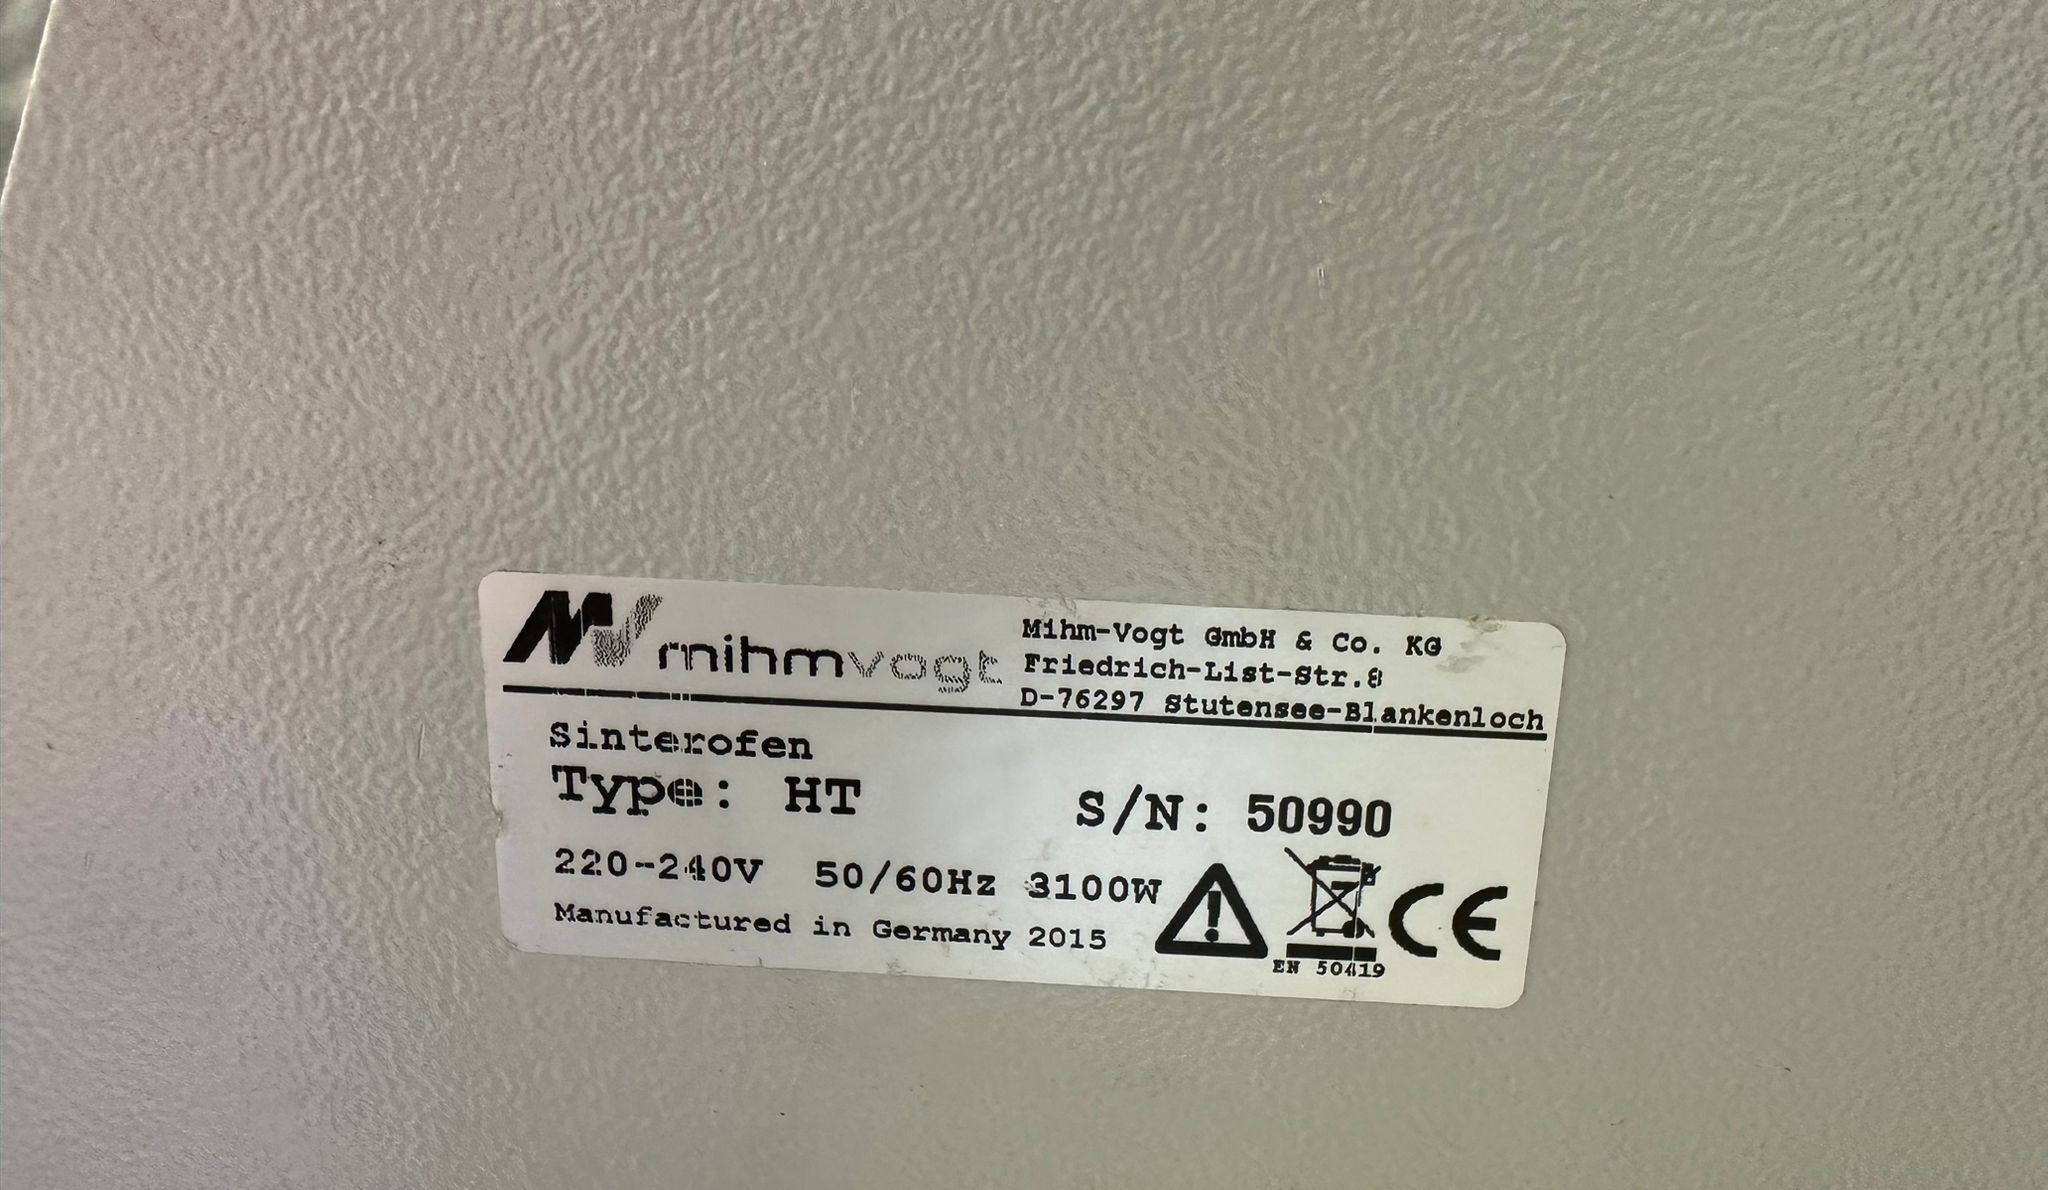 mihmvogt
Mihm-Vogt GmbH & Co. KG
Friedrich-List-Str.8
D-76297 Stutensee-Blankenloch
Sinterofen
Type: HT
S/N: 50990
220-240V 50/60Hz 3100W
Manufactured in Germany 2015
EN 50419
CE